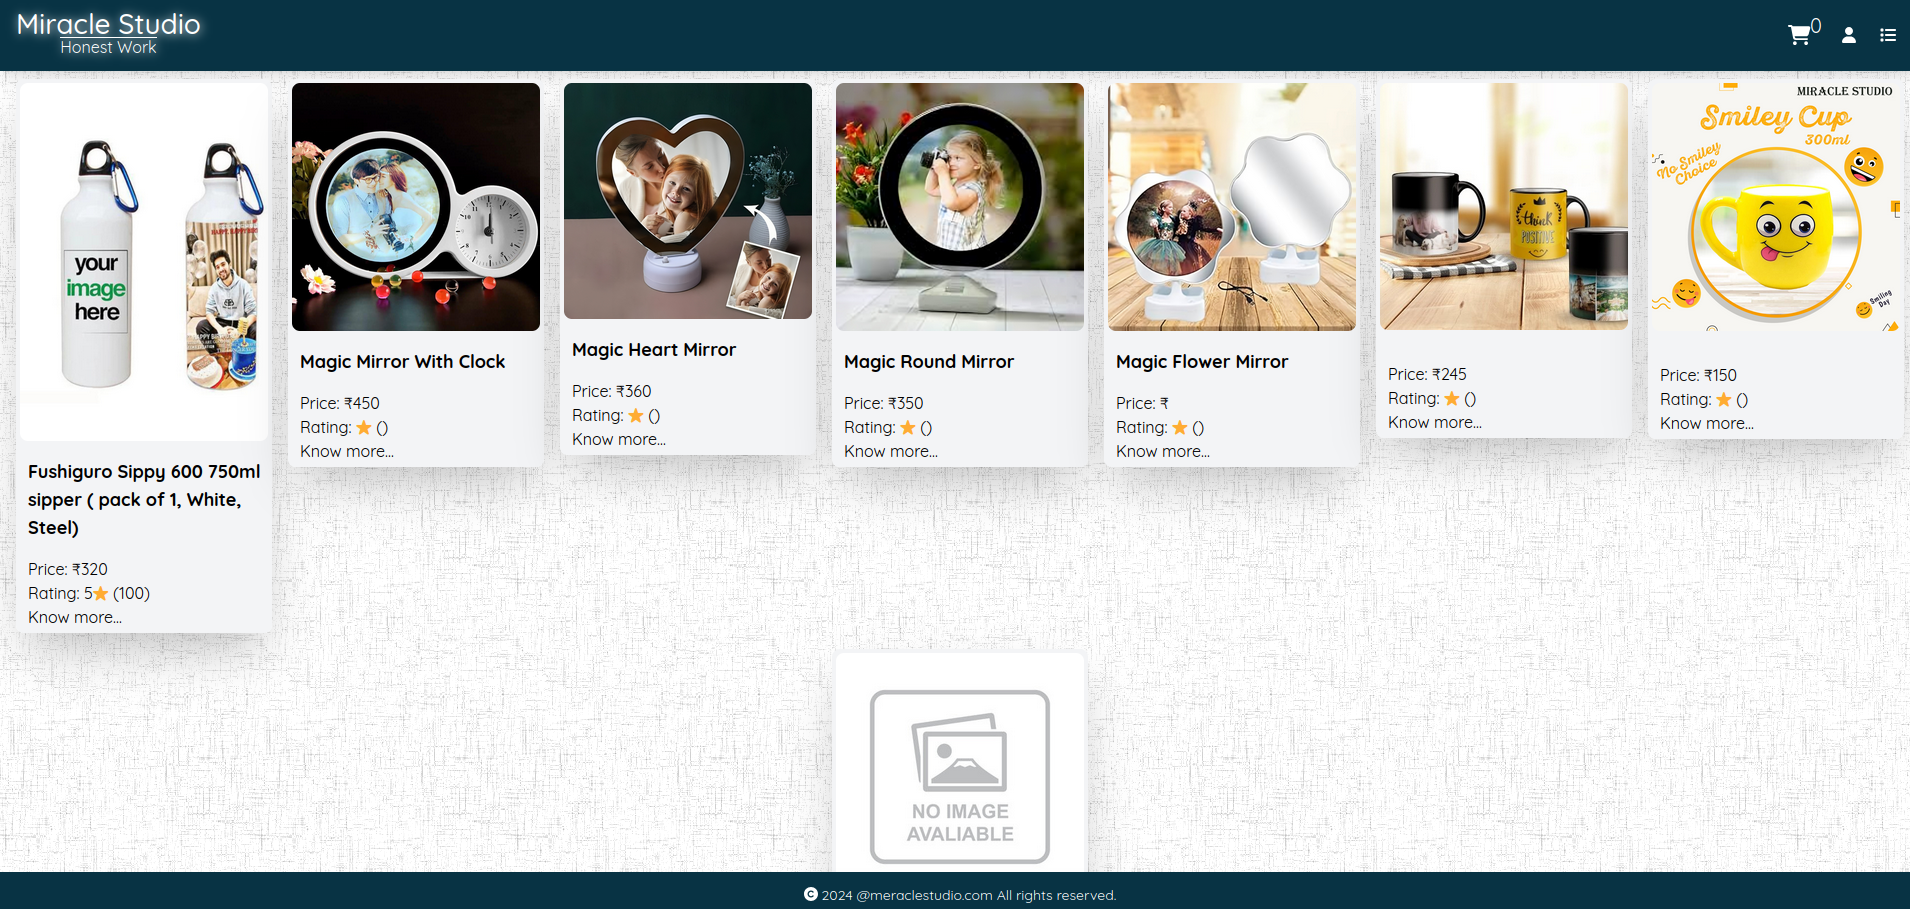 Miracle Studio
Honest Work
0
your
image
here
HAPPY BIRTHDAY
Fushiguro Sippy 600 750ml
sipper ( pack of 1, White,
Steel)
Price: ₹320
Rating: 5⭐ (100)
Know more...
Magic Mirror With Clock
Price: ₹450
Rating: ⭐ ()
Know more...
Magic Heart Mirror
Price: ₹360
Rating: ⭐ ()
Know more...
Magic Round Mirror
Price: ₹350
Rating: ⭐ ()
Know more...
Magic Flower Mirror
Price: ₹
Rating: ⭐ ()
Know more...
think
POSITIVE
Price: ₹245
Rating: ⭐ ()
Know more...
MIRACLE STUDIO
Smiley Cup
300ml
No Smiley
Choice
Smiling
Day
Price: ₹150
Rating: ⭐ ()
Know more...
NO IMAGE
AVALIABLE
© 2024 @meraclestudio.com All rights reserved.